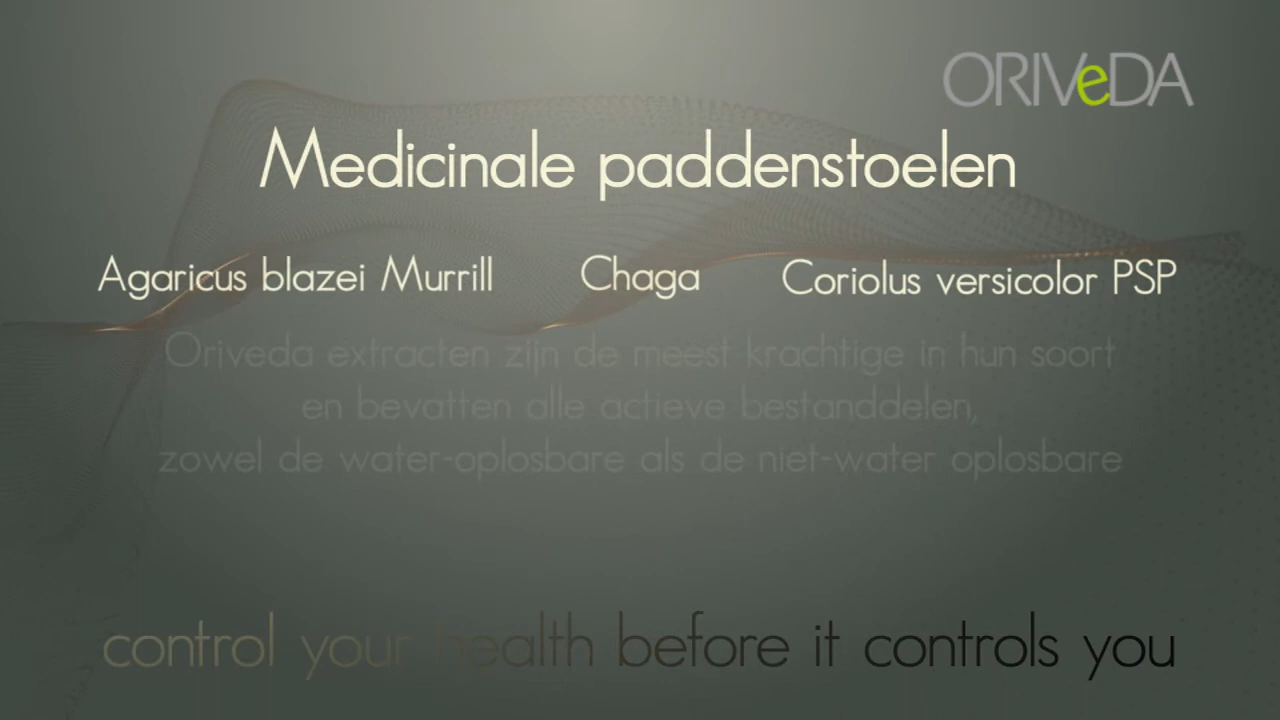 ORIVeDA
Medicinale paddenstoelen
Agaricus blazei Murrill Chaga Coriolus versicolor PSP
Oriveda extracten zijn de meest krachtige in hun soort
en bevatten alle actieve bestanddelen,
zowel de water-oplosbare als de niet-water oplosbare
control your health before it controls you